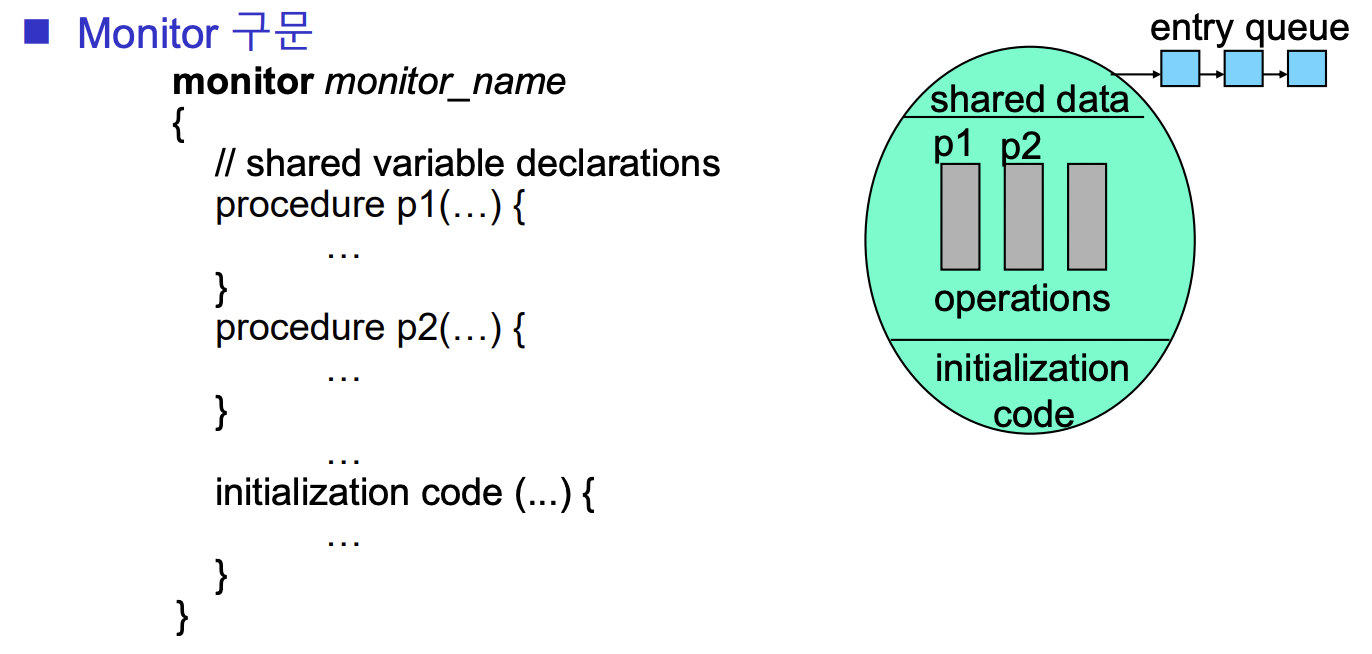 ■ Monitor 구문
monitor monitor_name
{
// shared variable declarations
procedure p1(…) {
…
}
procedure p2(…) {
…
}
…
initialization code (...) {
…
}
}
entry queue
shared data
p1 p2
operations
initialization
code